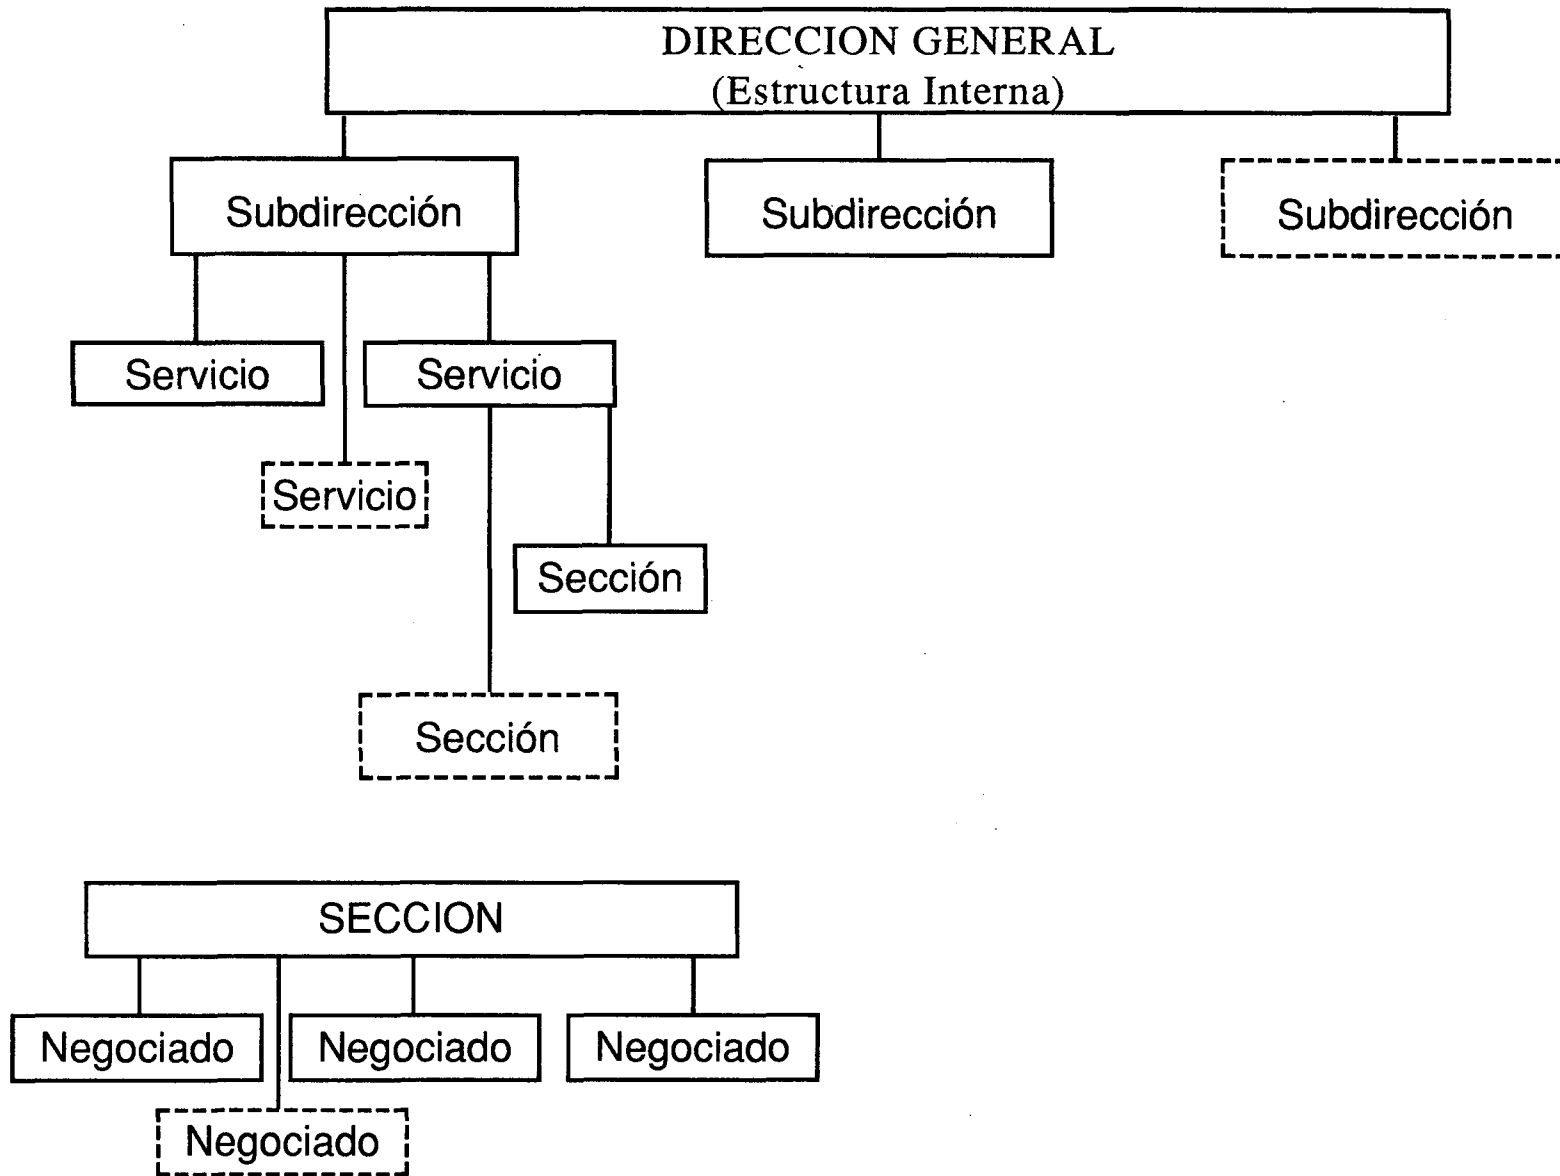 DIRECCION GENERAL
(Estructura Interna)
Subdirección
Subdirección
Subdirección
Servicio
Servicio
Servicio
Sección
Sección
SECCION
Negociado
Negociado
Negociado
Negociado